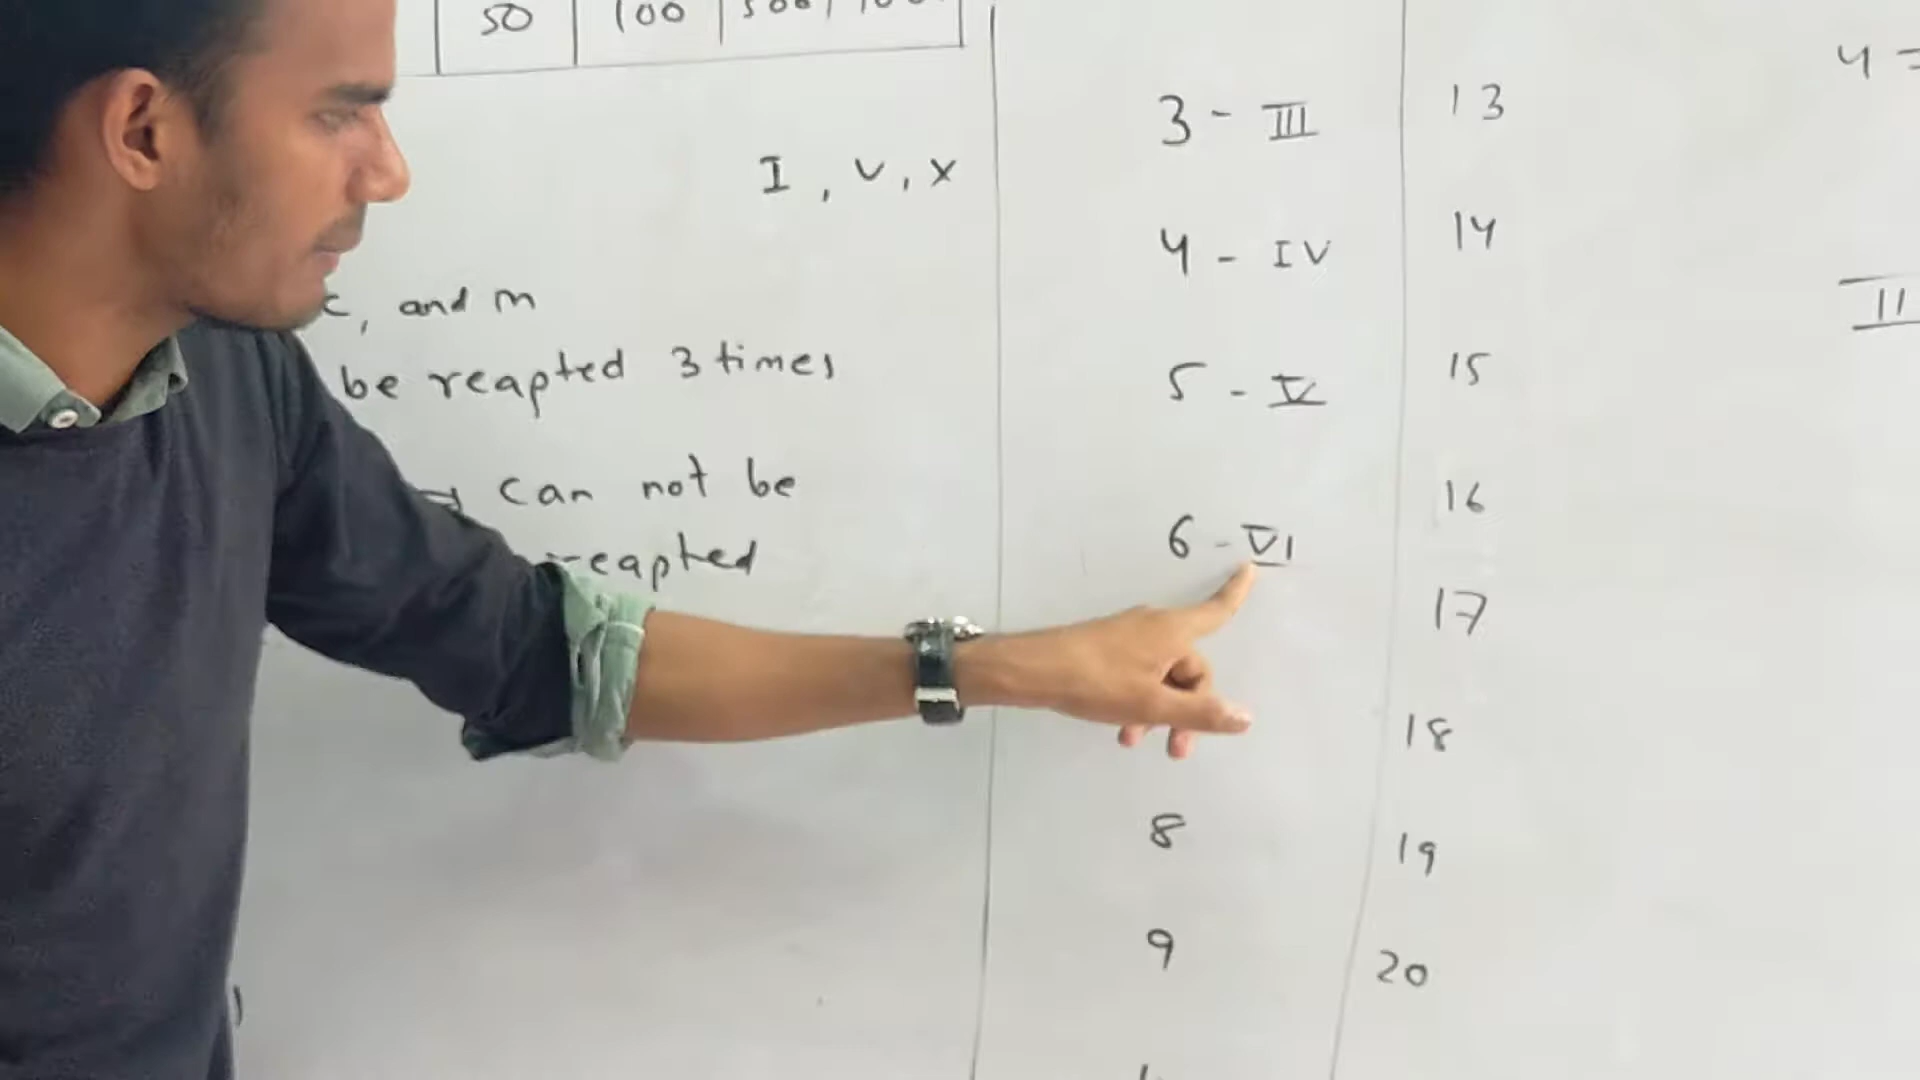 50 100
I, V, X
c, and m
be reapted 3 times
can not be
reapted
3 - III
4 - IV
5 - V
6 - VI
8
9
13
14
15
16
17
18
19
20
4 =
II